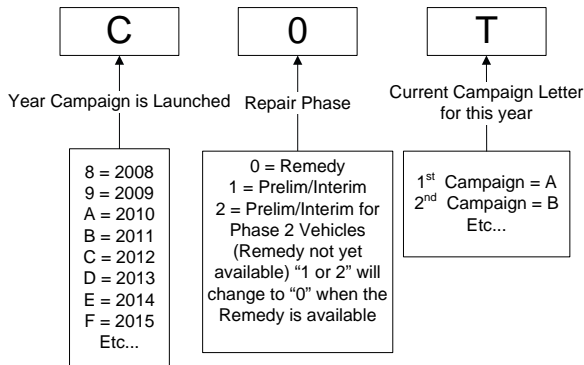 C 0 T
Year Campaign is Launched
Repair Phase
Current Campaign Letter
for this year
8 = 2008
9 = 2009
A = 2010
B = 2011
C = 2012
D = 2013
E = 2014
F = 2015
Etc...
0 = Remedy
1 = Prelim/Interim
2 = Prelim/Interim for
Phase 2 Vehicles
(Remedy not yet
available) “1 or 2” will
change to “0” when the
Remedy is available
1st Campaign = A
2nd Campaign = B
Etc...